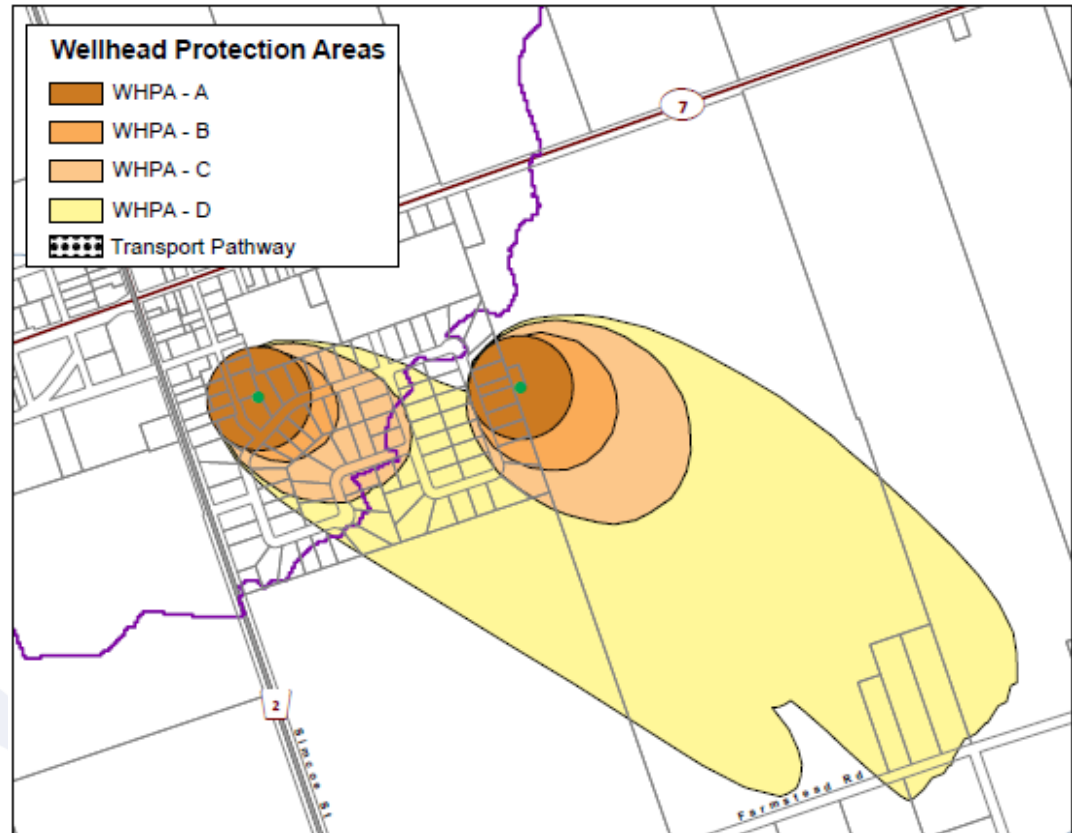 Wellhead Protection Areas
WHPA - A
WHPA - B
WHPA - C
WHPA - D
Transport Pathway
7
2
Simcoe St
Farmstead Rd